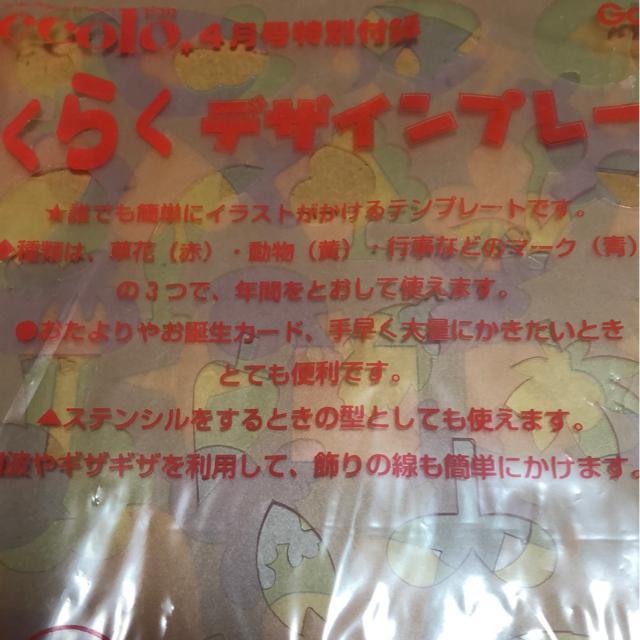 ccolo. 4月号特別付録
くらくデザインプレー
★誰でも簡単にイラストがかけるテンプレートです。
◆種類は、草花（赤）・動物（黄）・行事などのマーク（青）
の3つで、年間をとおして使えます。
●おたよりやお誕生カード、手早く大量にかきたいとき
とても便利です。
▲ステンシルをするときの型としても使えます。
波やギザギザを利用して、飾りの線も簡単にかけます。